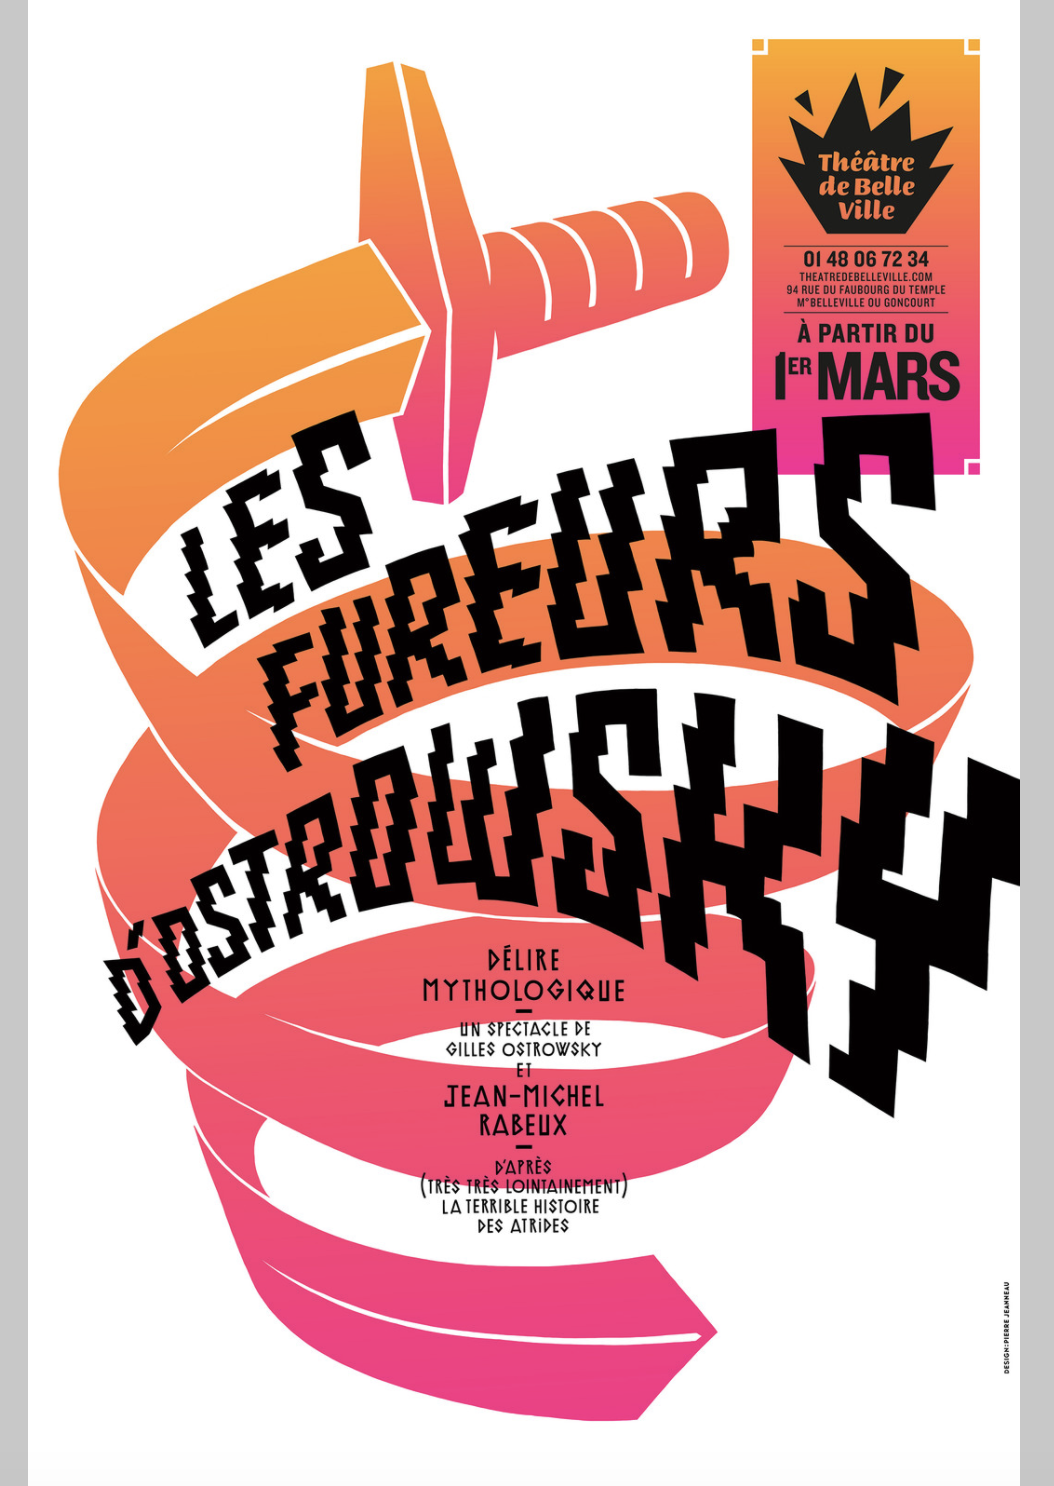 Théâtre
de Belle
Ville
01 48 06 72 34
THEATREDEBELLEVILLE.COM
94 RUE DU FAUBOURG DU TEMPLE
M° BELLEVILLE OU GONCOURT
À PARTIR DU
1ER MARS
LES
FUREURS
D'OSTROWSKY
DÉLIRE
MYTHOLOGIQUE
UN SPECTACLE DE
GILLES OSTROWSKY
ET
JEAN-MICHEL
RABEUX
D'APRÈS
(TRÈS TRÈS LOINTAINEMENT)
LA TERRIBLE HISTOIRE
DES ATRIDES
DESIGN:PIERRE JEANNEAU